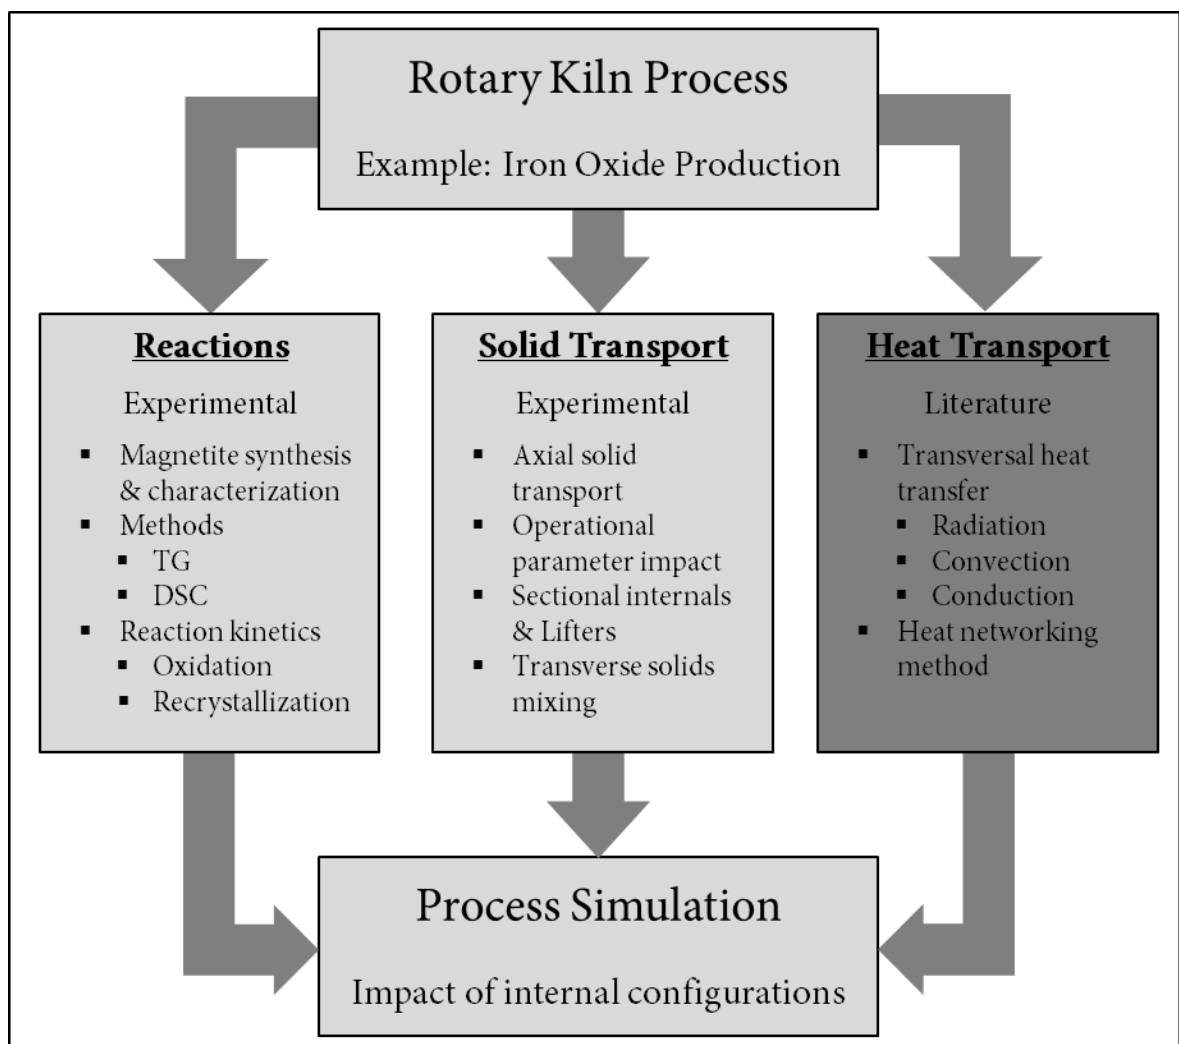 Rotary Kiln Process
Example: Iron Oxide Production
Reactions
Experimental
▪ Magnetite synthesis
& characterization
▪ Methods
▪ TG
▪ DSC
▪ Reaction kinetics
▪ Oxidation
▪ Recrystallization
Solid Transport
Experimental
▪ Axial solid
transport
▪ Operational
parameter impact
▪ Sectional internals
& Lifters
▪ Transverse solids
mixing
Heat Transport
Literature
▪ Transversal heat
transfer
▪ Radiation
▪ Convection
▪ Conduction
▪ Heat networking
method
Process Simulation
Impact of internal configurations